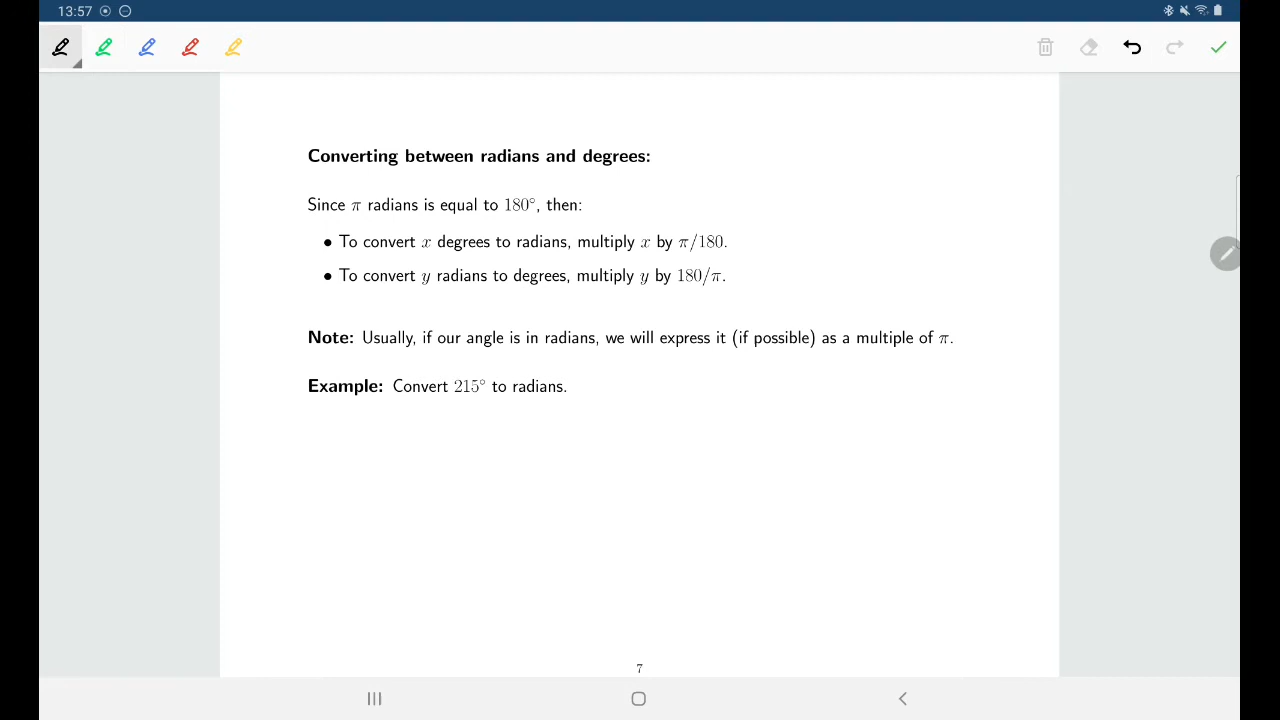 13:57
Converting between radians and degrees:
Since π radians is equal to 180°, then:
• To convert x degrees to radians, multiply x by π/180.
• To convert y radians to degrees, multiply y by 180/π.
Note: Usually, if our angle is in radians, we will express it (if possible) as a multiple of π.
Example: Convert 215° to radians.
7